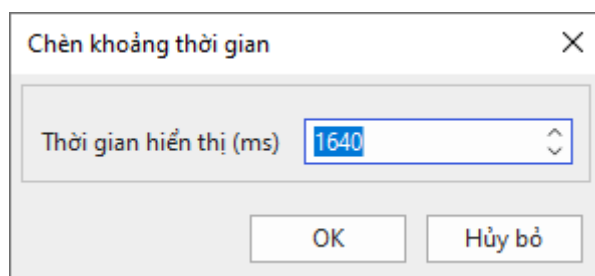 Chèn khoảng thời gian
Thời gian hiển thị (ms) 1640
OK Hủy bỏ